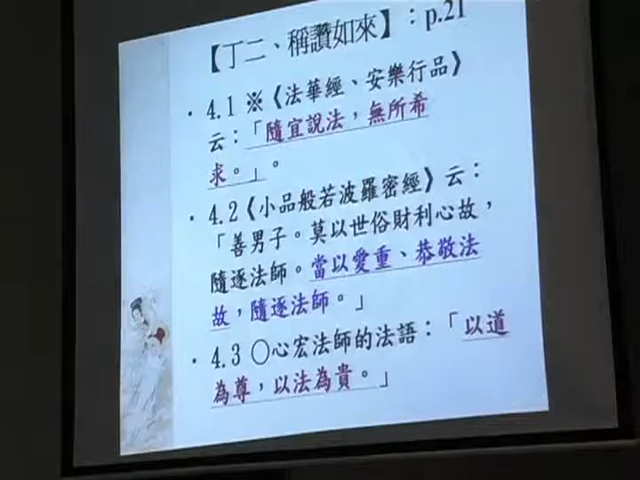 【丁二、稱讚如來】：p.21
· 4.1 ※《法華經、安樂行品》
云：「隨宜說法，無所希
求。」。
· 4.2《小品般若波羅密經》云：
「善男子。莫以世俗財利心故，
隨逐法師。當以愛重、恭敬法
故，隨逐法師。」
· 4.3 〇心宏法師的法語：「以道
為尊，以法為貴。」